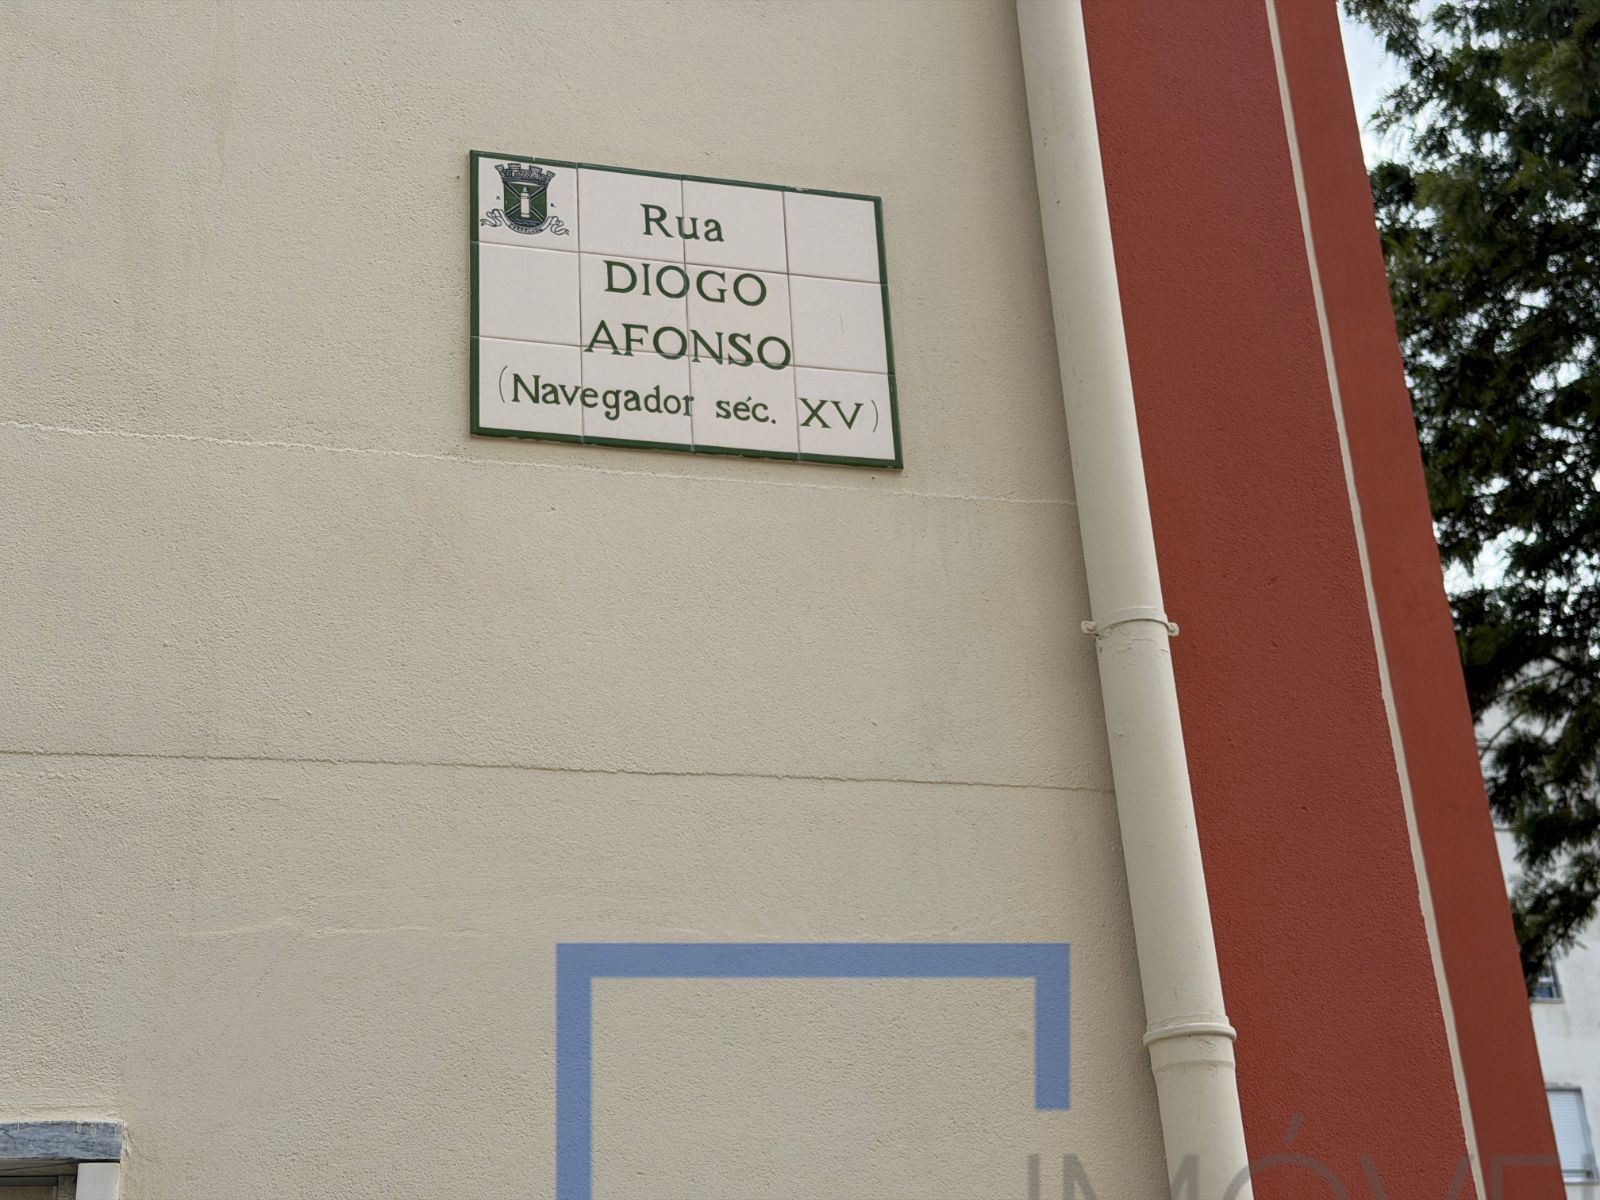 Rua
DIOGO
AFONSO
(Navegador séc. XV)